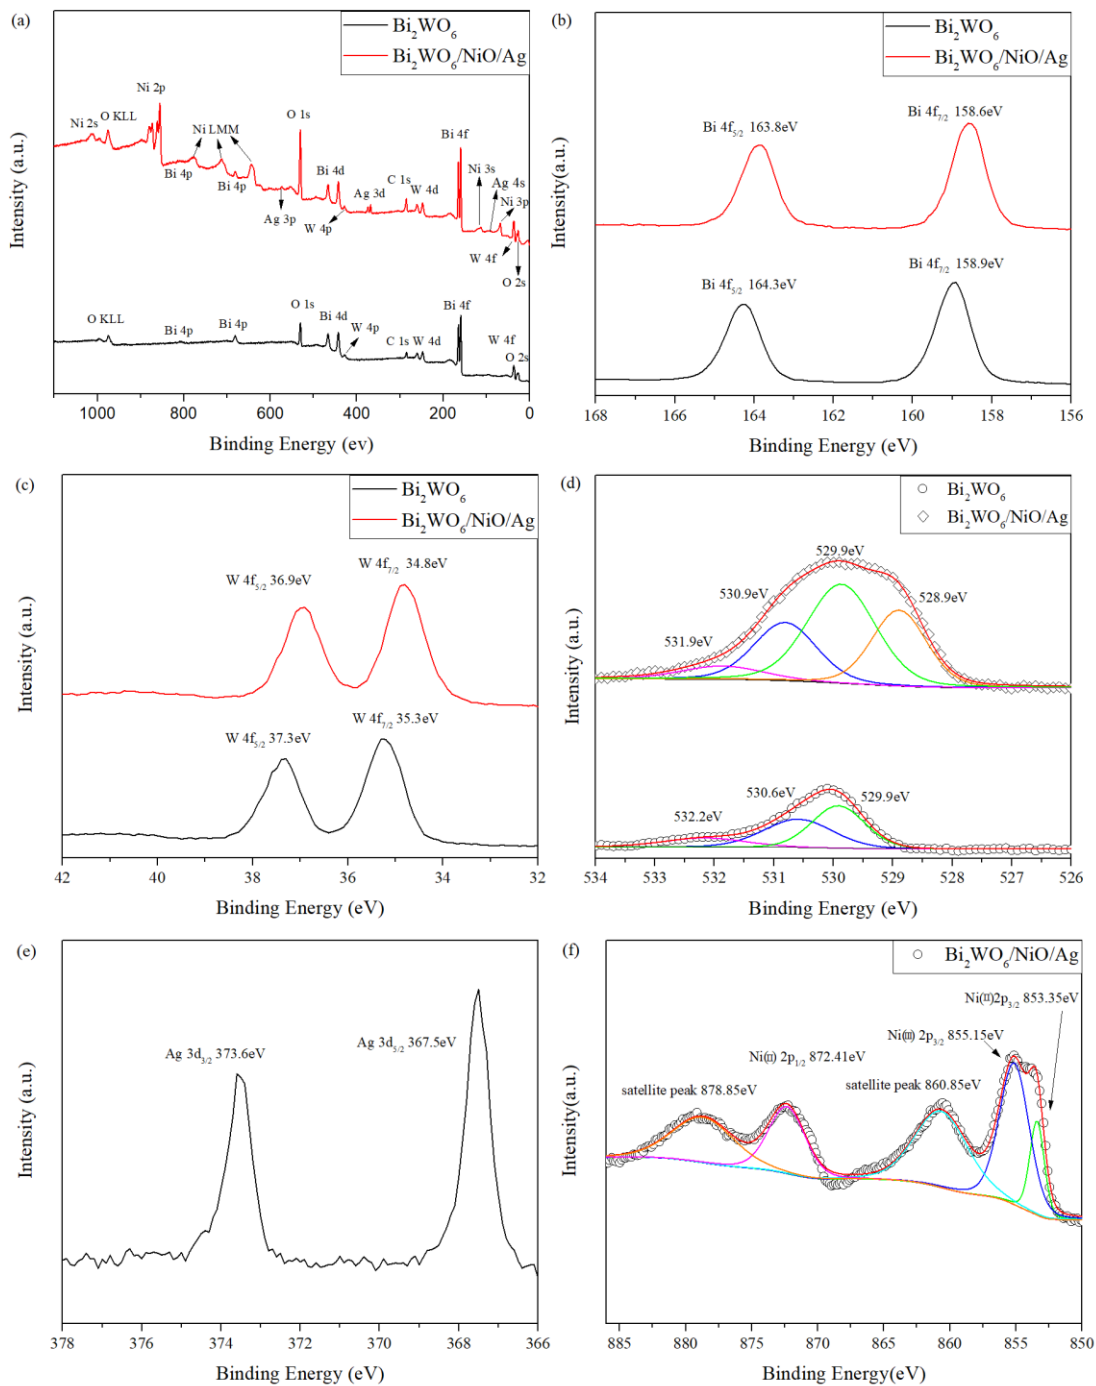 (a)
Bi₂WO₆
Bi₂WO₆/NiO/Ag
Ni 2s
O KLL
Ni 2p
Ni LMM
Bi 4p
Bi 4p
Ag 3p
O 1s
Bi 4d
W 4p
Ag 3d
C 1s
W 4d
Bi 4f
Ni 3s
Ag 4s
Ni 3p
W 4f
O 2s
O KLL
Bi 4p
Bi 4p
O 1s
Bi 4d
W 4p
C 1s
W 4d
Bi 4f
W 4f
O 2s
1000 800 600 400 200 0
Binding Energy (ev)
Intensity (a.u.)
(b)
Bi₂WO₆
Bi₂WO₆/NiO/Ag
Bi 4f5/2 163.8eV
Bi 4f7/2 158.6eV
Bi 4f5/2 164.3eV
Bi 4f7/2 158.9eV
168 166 164 162 160 158 156
Binding Energy (eV)
Intensity(a.u.)
(c)
Bi₂WO₆
Bi₂WO₆/NiO/Ag
W 4f5/2 36.9eV
W 4f7/2 34.8eV
W 4f5/2 37.3eV
W 4f7/2 35.3eV
42 40 38 36 34 32
Binding Energy (eV)
Intensity (a.u.)
(d)
Bi₂WO₆
Bi₂WO₆/NiO/Ag
529.9eV
530.9eV
528.9eV
531.9eV
530.6eV
529.9eV
532.2eV
534 533 532 531 530 529 528 527 526
Binding Energy (eV)
Intensity (a.u.)
(e)
Ag 3d3/2 373.6eV
Ag 3d5/2 367.5eV
378 376 374 372 370 368 366
Binding Energy (eV)
Intensity (a.u.)
(f)
Bi₂WO₆/NiO/Ag
Ni(II)2p3/2 853.35eV
Ni(III) 2p3/2 855.15eV
Ni(II) 2p1/2 872.41eV
satellite peak 878.85eV
satellite peak 860.85eV
885 880 875 870 865 860 855 850
Binding Energy(eV)
Intensity(a.u.)